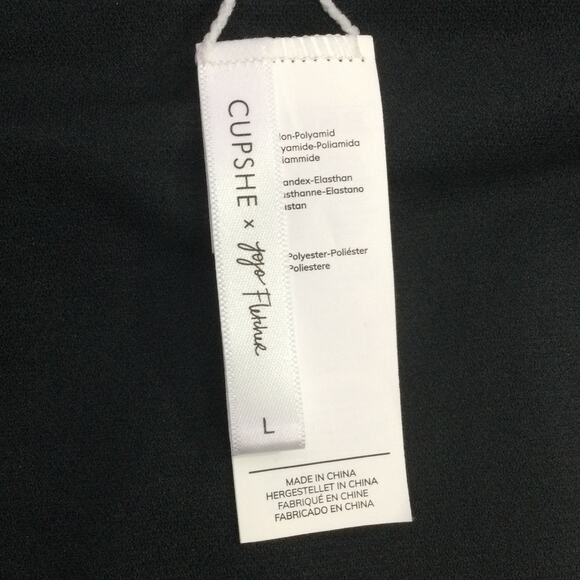 CUPSHE x JoJo Fletcher
L
lon-Polyamid
yamide-Poliamida
iammide
andex-Elasthan
asthanne-Elastano
astan
Polyester-Poliéster
Poliestere
MADE IN CHINA
HERGESTELLET IN CHINA
FABRIQUÉ EN CHINE
FABRICADO EN CHINA